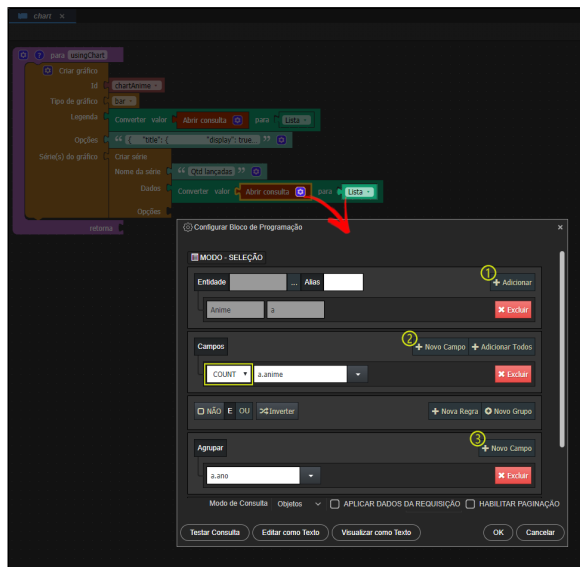 chart ×
para usingChart
Criar gráfico
Id chartAnime
Tipo de gráfico bar
Legenda Converter valor Abrir consulta para Lista
Opções “ { "title": { "display": true... ”
Série(s) do gráfico Criar série
Nome da série “ Qtd lançadas ”
Dados Converter valor Abrir consulta para Lista
Opções
retorna
Configurar Bloco de Programação ×
MODO - SELEÇÃO
1
Entidade ... Alias + Adicionar
Anime a × Excluir
2
Campos + Novo Campo + Adicionar Todos
COUNT a.anime × Excluir
NÃO E OU Inverter + Nova Regra Novo Grupo
3
Agrupar + Novo Campo
a.ano × Excluir
Modo de Consulta Objetos APLICAR DADOS DA REQUISIÇÃO HABILITAR PAGINAÇÃO
Testar Consulta Editar como Texto Visualizar como Texto OK Cancelar